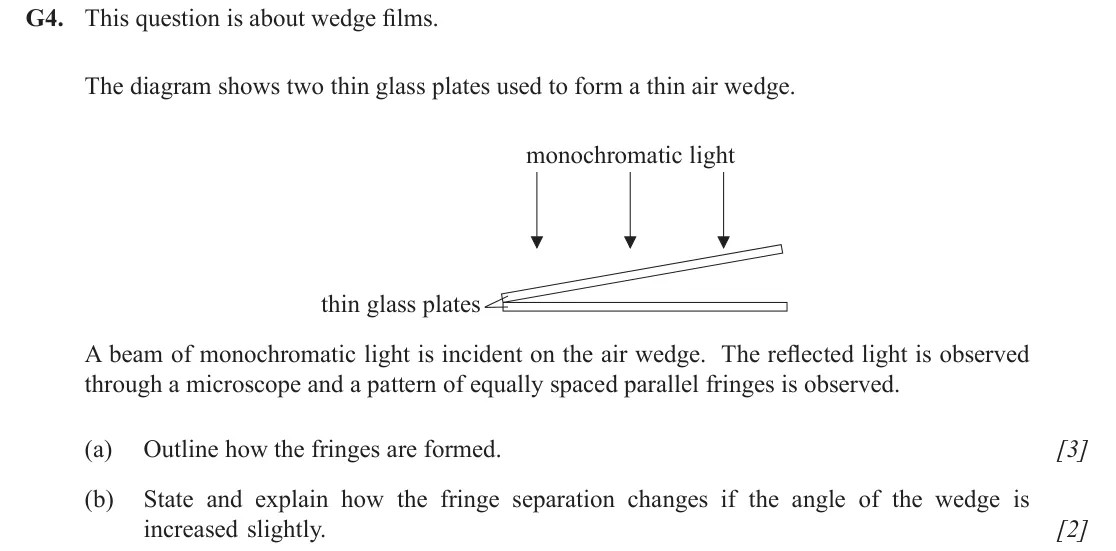 G4. This question is about wedge films.
The diagram shows two thin glass plates used to form a thin air wedge.
monochromatic light
thin glass plates
A beam of monochromatic light is incident on the air wedge. The reflected light is observed
through a microscope and a pattern of equally spaced parallel fringes is observed.
(a) Outline how the fringes are formed. [3]
(b) State and explain how the fringe separation changes if the angle of the wedge is
increased slightly. [2]